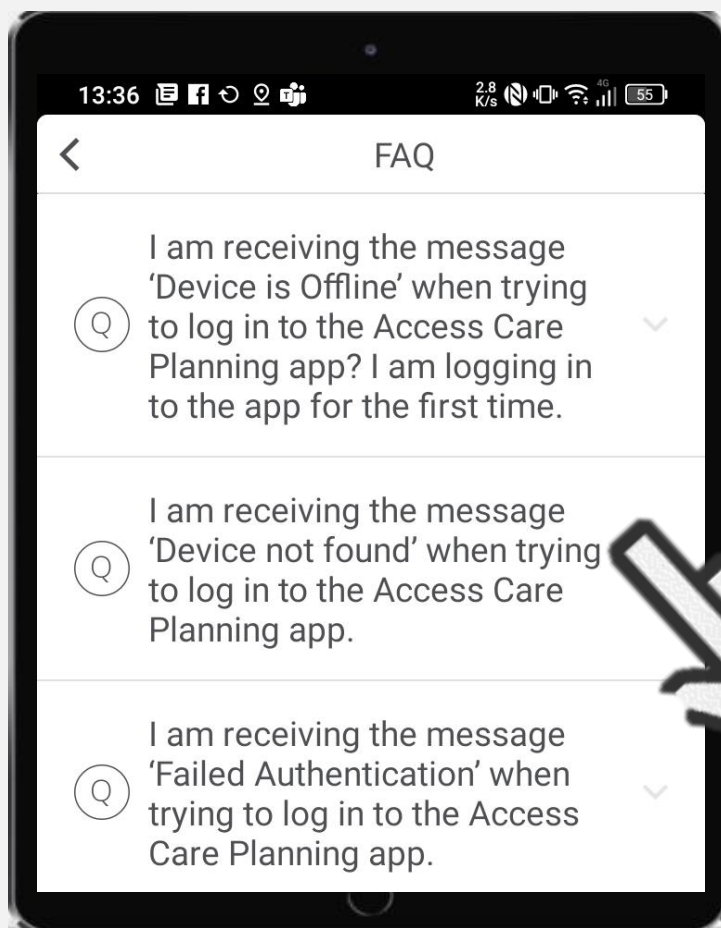 13:36
2.8
K/s
4G
55
FAQ
I am receiving the message
‘Device is Offline’ when trying
Q
to log in to the Access Care
Planning app? I am logging in
to the app for the first time.
I am receiving the message
‘Device not found’ when trying
Q
to log in to the Access Care
Planning app.
I am receiving the message
‘Failed Authentication’ when
Q
trying to log in to the Access
Care Planning app.